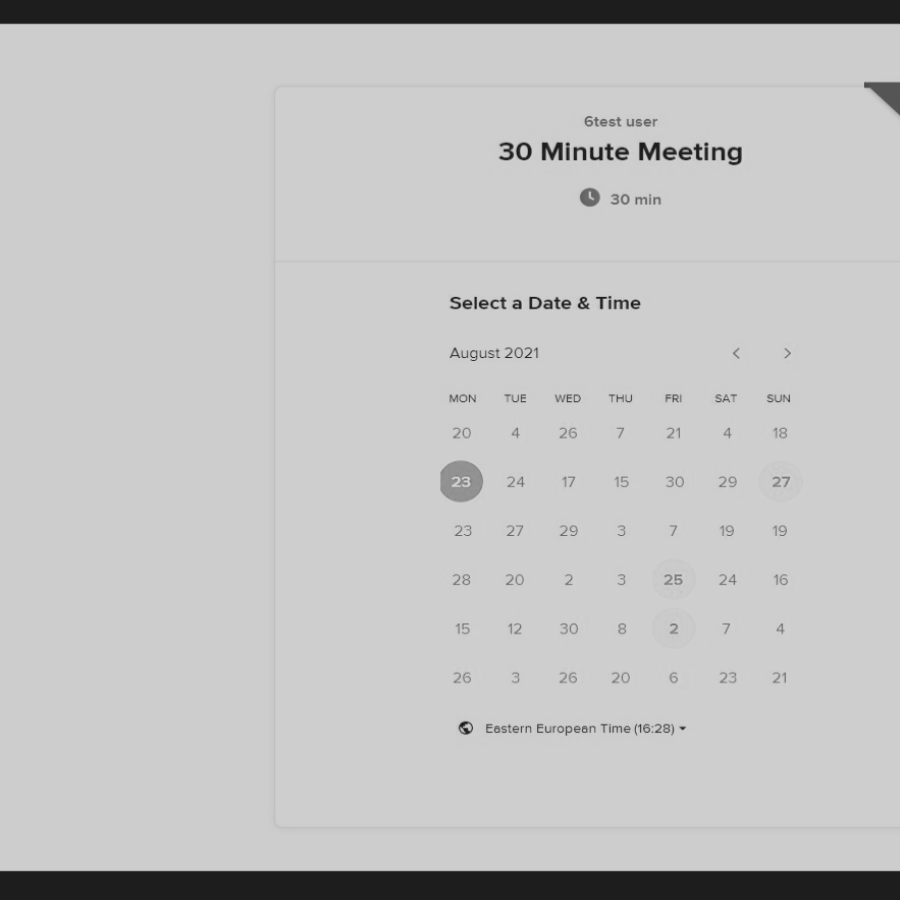 6test user
30 Minute Meeting
30 min
Select a Date & Time
August 2021
MON TUE WED THU FRI SAT SUN
20 4 26 7 21 4 18
23 24 17 15 30 29 27
23 27 29 3 7 19 19
28 20 2 3 25 24 16
15 12 30 8 2 7 4
26 3 26 20 6 23 21
Eastern European Time (16:28)